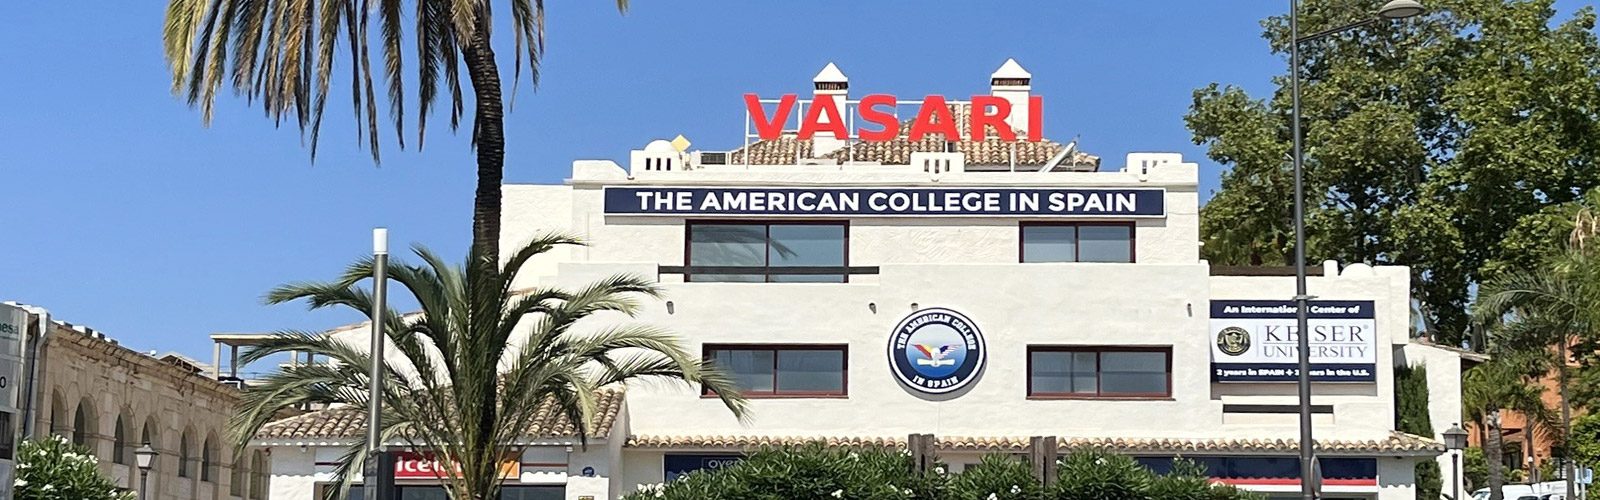 VASARI
THE AMERICAN COLLEGE IN SPAIN
THE AMERICAN COLLEGE
IN SPAIN
An International Center of
KEISER®
UNIVERSITY
2 years in SPAIN + 2 years in the U.S.